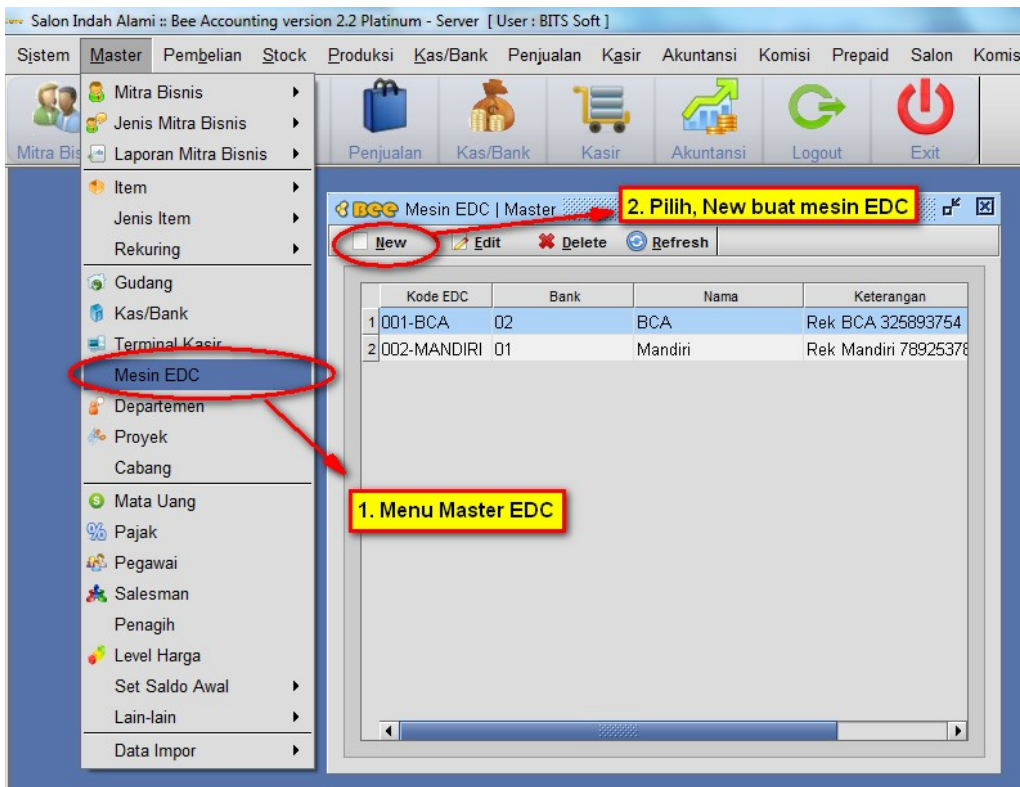 Salon Indah Alami :: Bee Accounting version 2.2 Platinum - Server [ User : BITS Soft ]
Sistem Master Pembelian Stock Produksi Kas/Bank Penjualan Kasir Akuntansi Komisi Prepaid Salon Komis
Mitra Bis Penjualan Kas/Bank Kasir Akuntansi Logout Exit
Mitra Bisnis
Jenis Mitra Bisnis
Laporan Mitra Bisnis
Item
Jenis Item
Rekuring
Gudang
Kas/Bank
Terminal Kasir
Mesin EDC
Departemen
Proyek
Cabang
Mata Uang
Pajak
Pegawai
Salesman
Penagih
Level Harga
Set Saldo Awal
Lain-lain
Data Impor
Bee Mesin EDC | Master
2. Pilih, New buat mesin EDC
New Edit Delete Refresh
Kode EDC Bank Nama Keterangan
1 001-BCA 02 BCA Rek BCA 325893754
2 002-MANDIRI 01 Mandiri Rek Mandiri 78925378
1. Menu Master EDC